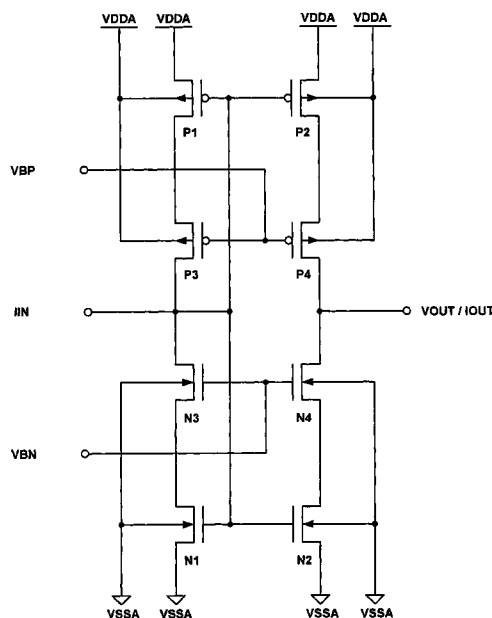 VDDA VDDA VDDA VDDA
P1 P2
VBP
P3 P4
IIN VOUT / IOUT
N3 N4
VBN
N1 N2
VSSA VSSA VSSA VSSA